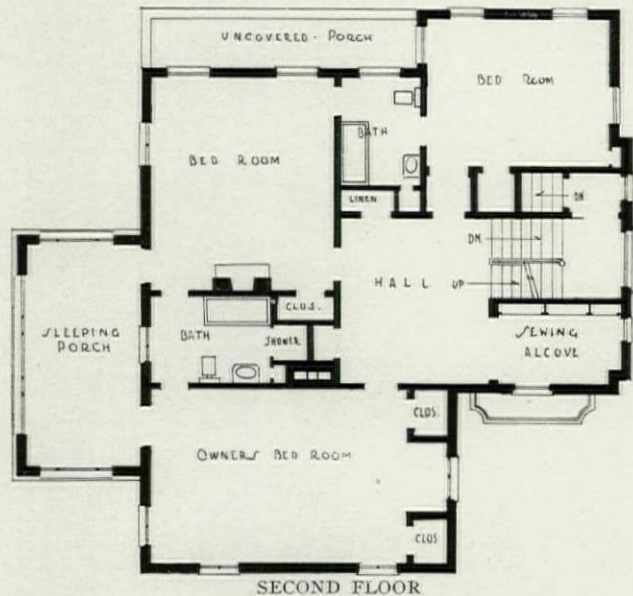 UNCOVERED · PORCH
BED ROOM
BATH
BED ROOM
LINEN
DN
DN.
HALL
UP
CLOS.
SLEEPING
PORCH
BATH
SHOWER
SEWING
ALCOVE
CLOS.
OWNERS BED ROOM
CLOS
SECOND FLOOR